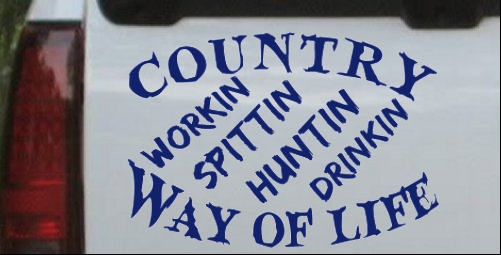 COUNTRY
WORKIN
SPITTIN
HUNTIN
DRINKIN
WAY OF LIFE